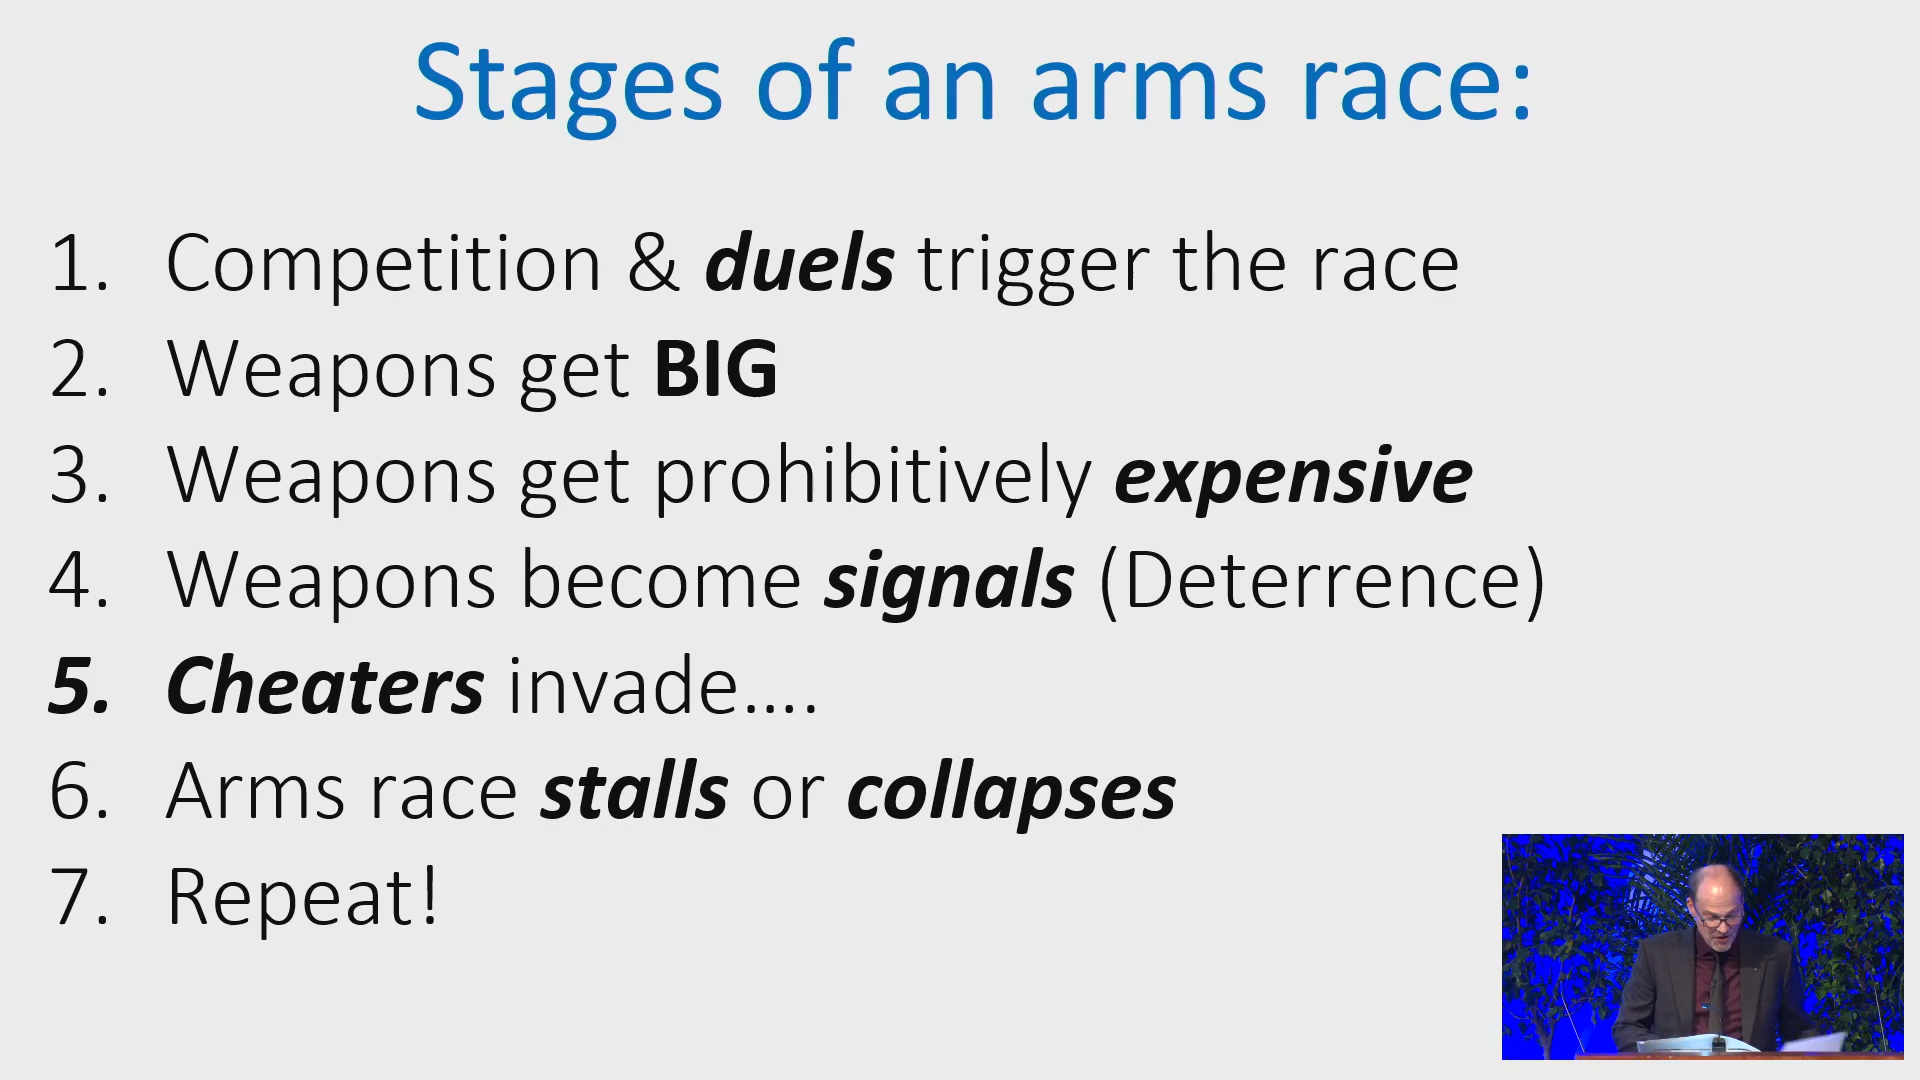 Stages of an arms race:
1. Competition & duels trigger the race
2. Weapons get BIG
3. Weapons get prohibitively expensive
4. Weapons become signals (Deterrence)
5. Cheaters invade....
6. Arms race stalls or collapses
7. Repeat!